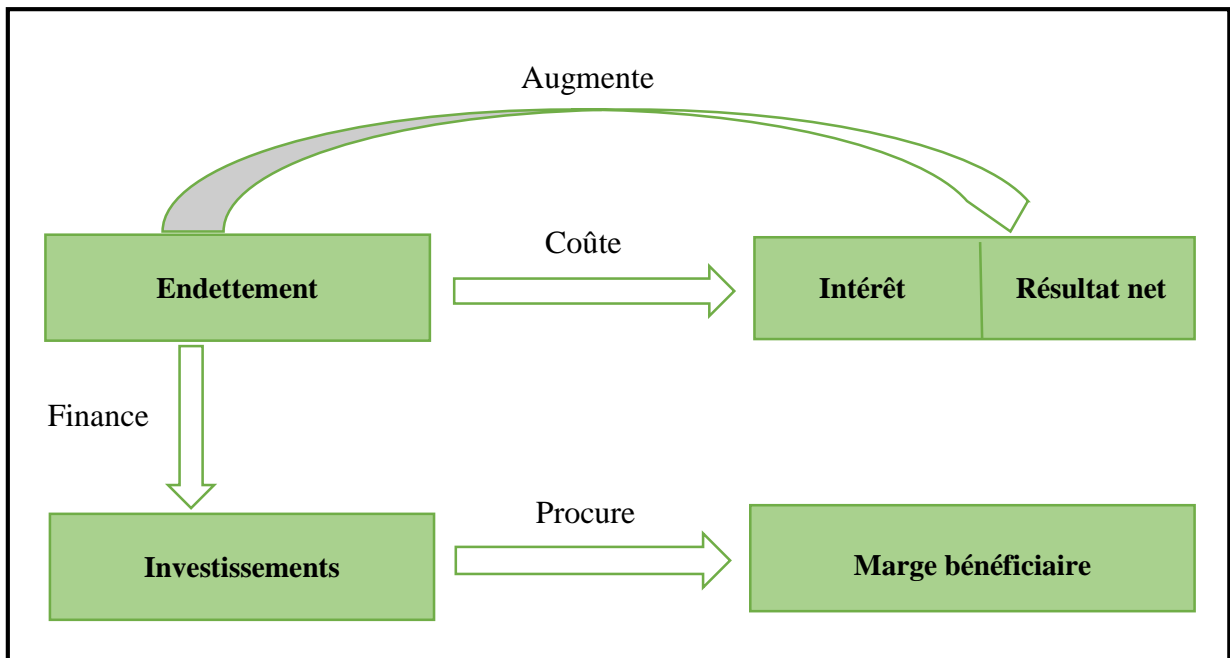 Augmente
Coûte
Endettement
Intérêt
Résultat net
Finance
Procure
Investissements
Marge bénéficiaire